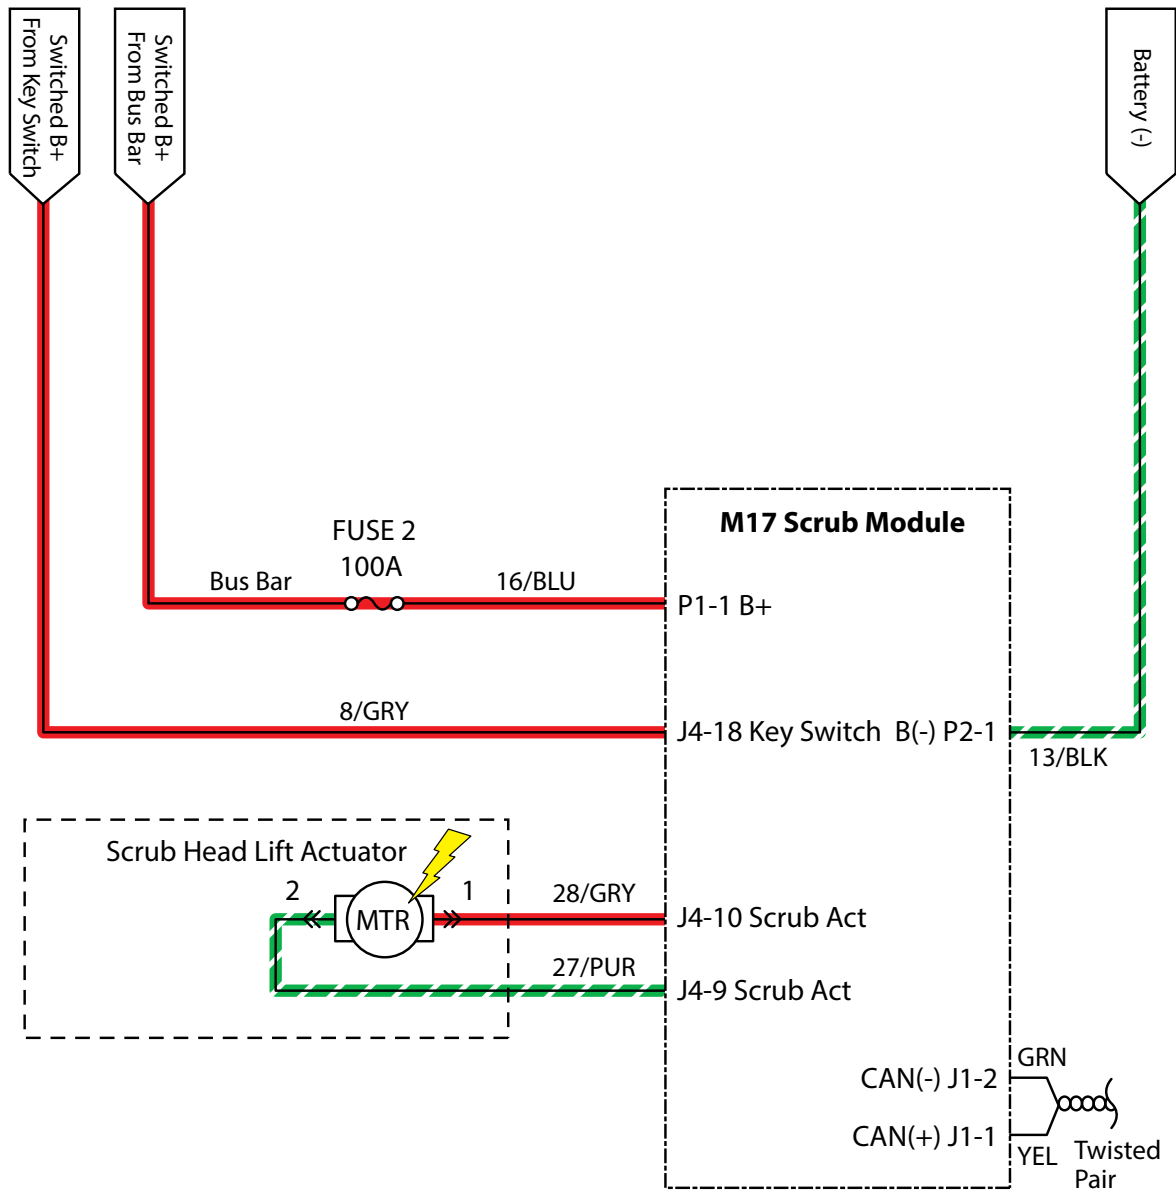 Switched B+
From Key Switch
Switched B+
From Bus Bar
Battery (-)
FUSE 2
100A
Bus Bar
16/BLU
M17 Scrub Module
P1-1 B+
8/GRY
J4-18 Key Switch
B(-) P2-1
13/BLK
Scrub Head Lift Actuator
2
1
MTR
28/GRY
J4-10 Scrub Act
27/PUR
J4-9 Scrub Act
CAN(-) J1-2
GRN
CAN(+) J1-1
YEL
Twisted
Pair